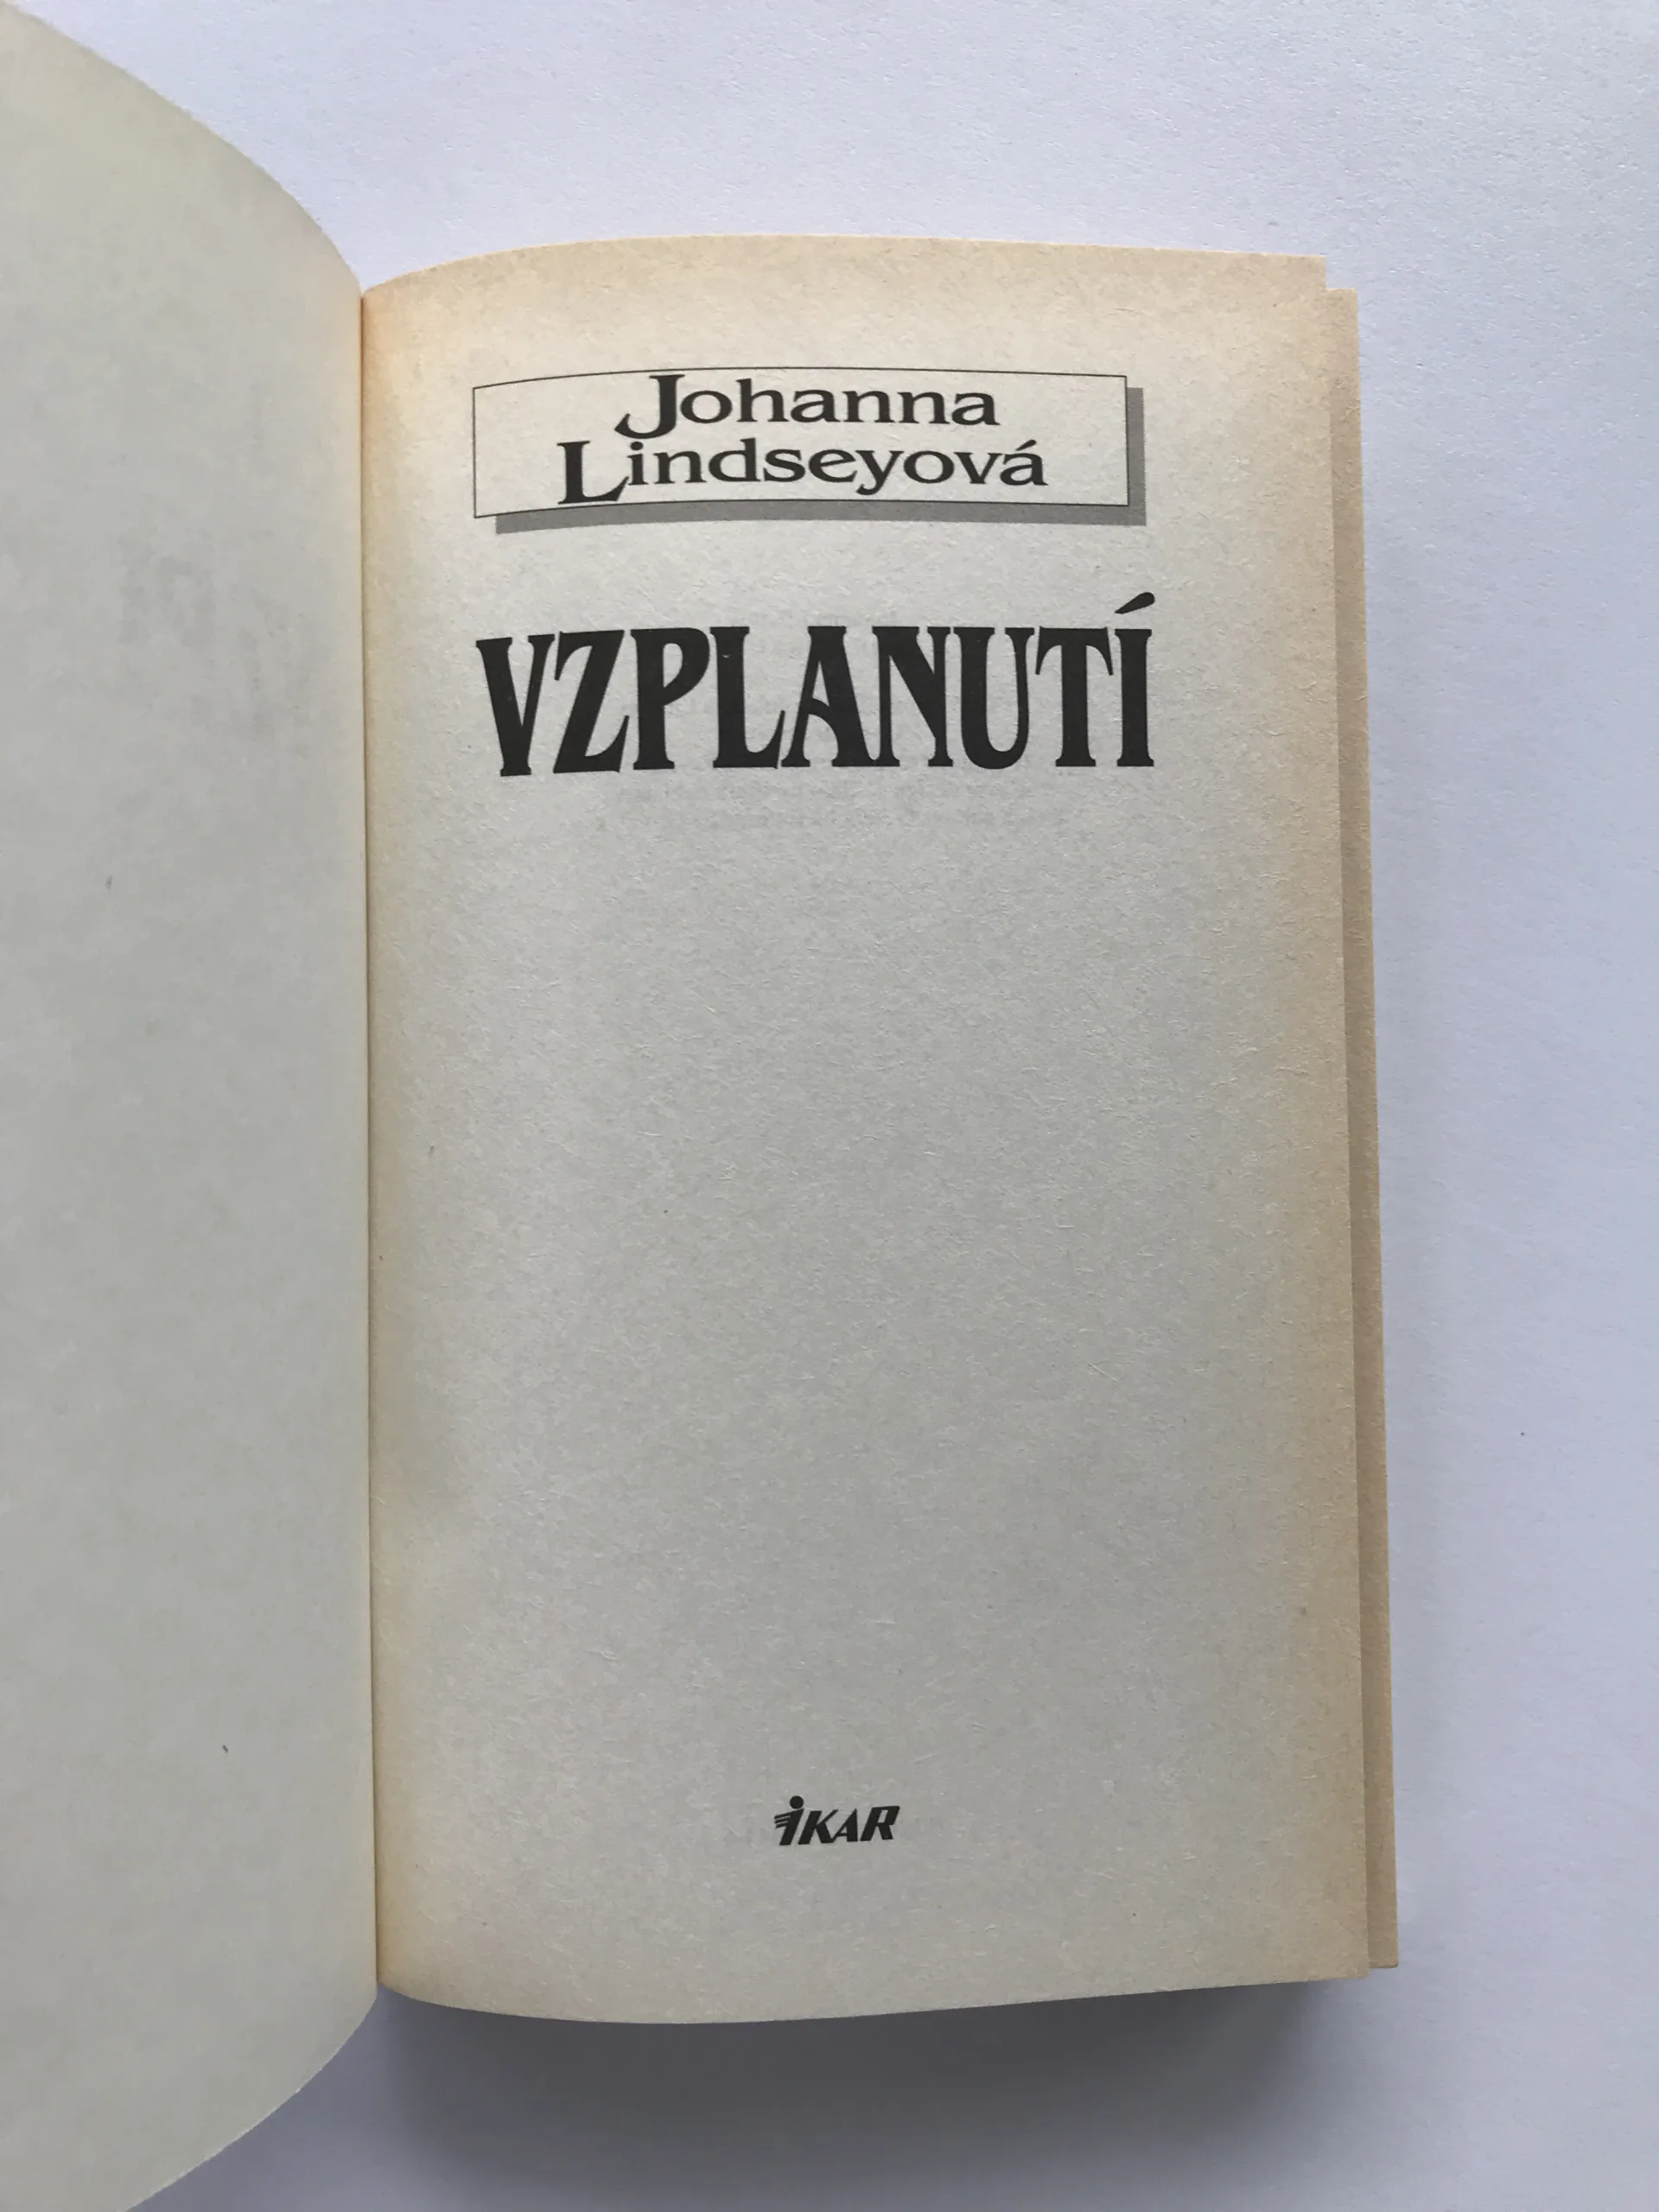 Johanna
Lindseyová
VZPLANUTÍ
iKAR